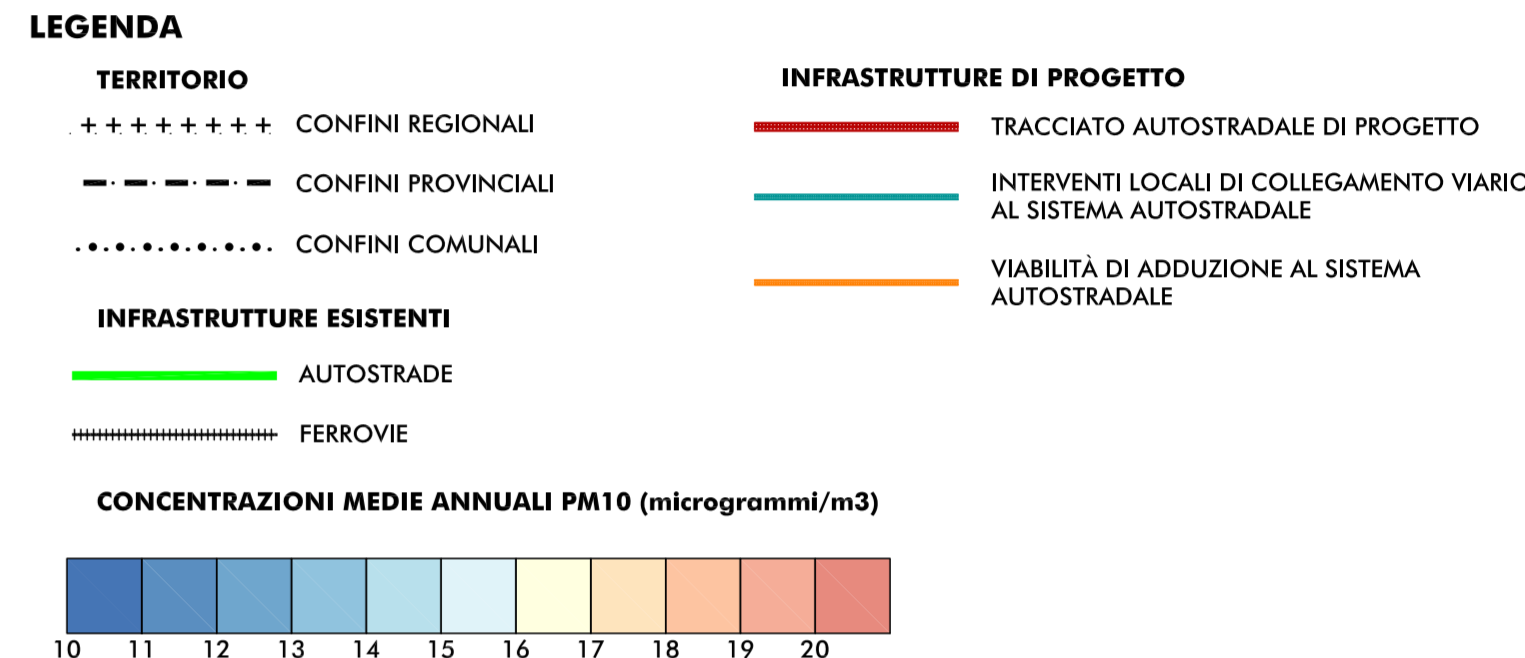 LEGENDA
TERRITORIO
CONFINI REGIONALI
CONFINI PROVINCIALI
CONFINI COMUNALI
INFRASTRUTTURE ESISTENTI
AUTOSTRADE
FERROVIE
INFRASTRUTTURE DI PROGETTO
TRACCIATO AUTOSTRADALE DI PROGETTO
INTERVENTI LOCALI DI COLLEGAMENTO VIARIO
AL SISTEMA AUTOSTRADALE
VIABILITÀ DI ADDUZIONE AL SISTEMA
AUTOSTRADALE
CONCENTRAZIONI MEDIE ANNUALI PM10 (microgrammi/m3)
10 11 12 13 14 15 16 17 18 19 20